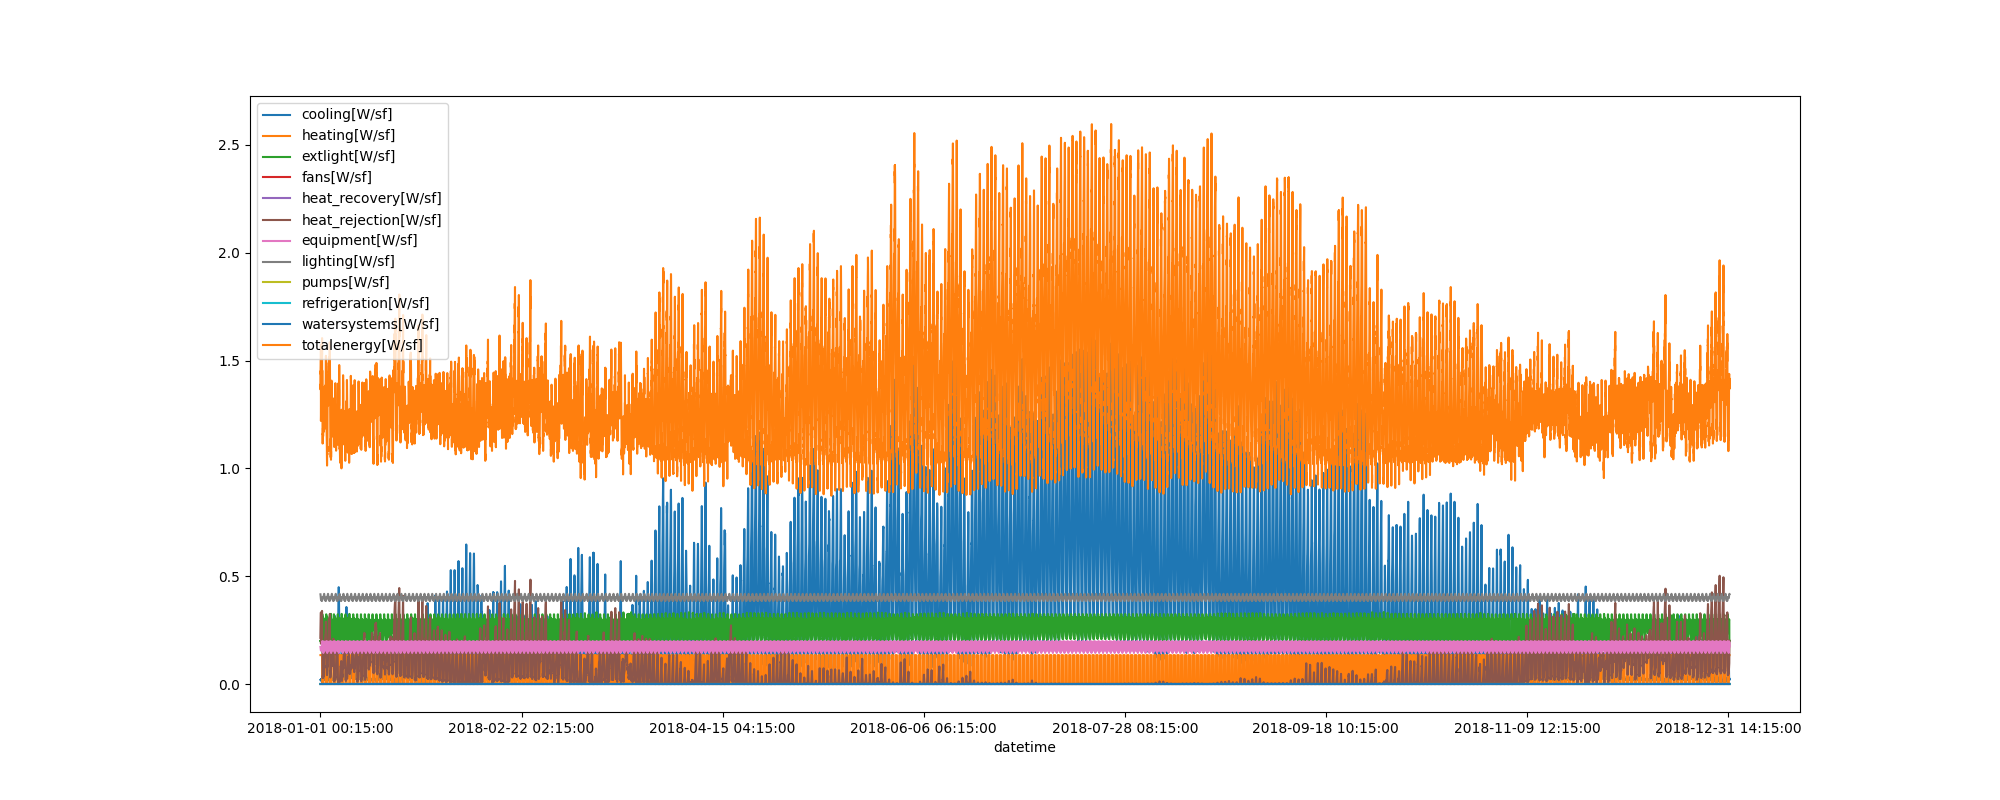 cooling[W/sf]
heating[W/sf]
extlight[W/sf]
fans[W/sf]
heat_recovery[W/sf]
heat_rejection[W/sf]
equipment[W/sf]
lighting[W/sf]
pumps[W/sf]
refrigeration[W/sf]
watersystems[W/sf]
totalenergy[W/sf]
2.5
2.0
1.5
1.0
0.5
0.0
2018-01-01 00:15:00 2018-02-22 02:15:00 2018-04-15 04:15:00 2018-06-06 06:15:00 2018-07-28 08:15:00 2018-09-18 10:15:00 2018-11-09 12:15:00 2018-12-31 14:15:00
datetime